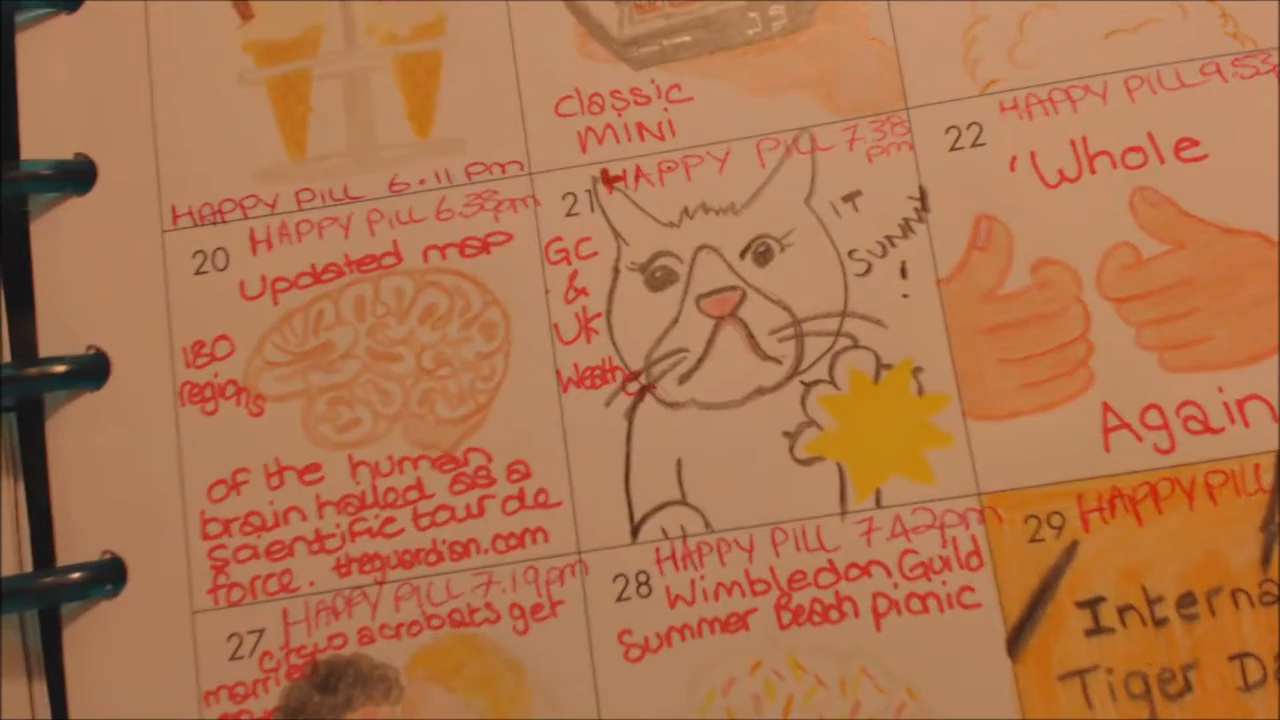 classic
MINI
HAPPY PILL 6.11 pm
20 HAPPY PILL 6.38pm
Updated map
180
regions
of the human
brain hailed as a
Scientific tour de
force. theguardian.com
21 HAPPY PILL 7.38
pm
GC
&
UK
IT
SUNNY
!
22
HAPPY PILL 9.53
'Whole
Again
27 HAPPY PILL 7.19pm
acrobats get
28 HAPPY PILL 7.42pm
Wimbledon Guild
Summer Beach picnic
29 HAPPY PILL
Interna
Tiger D